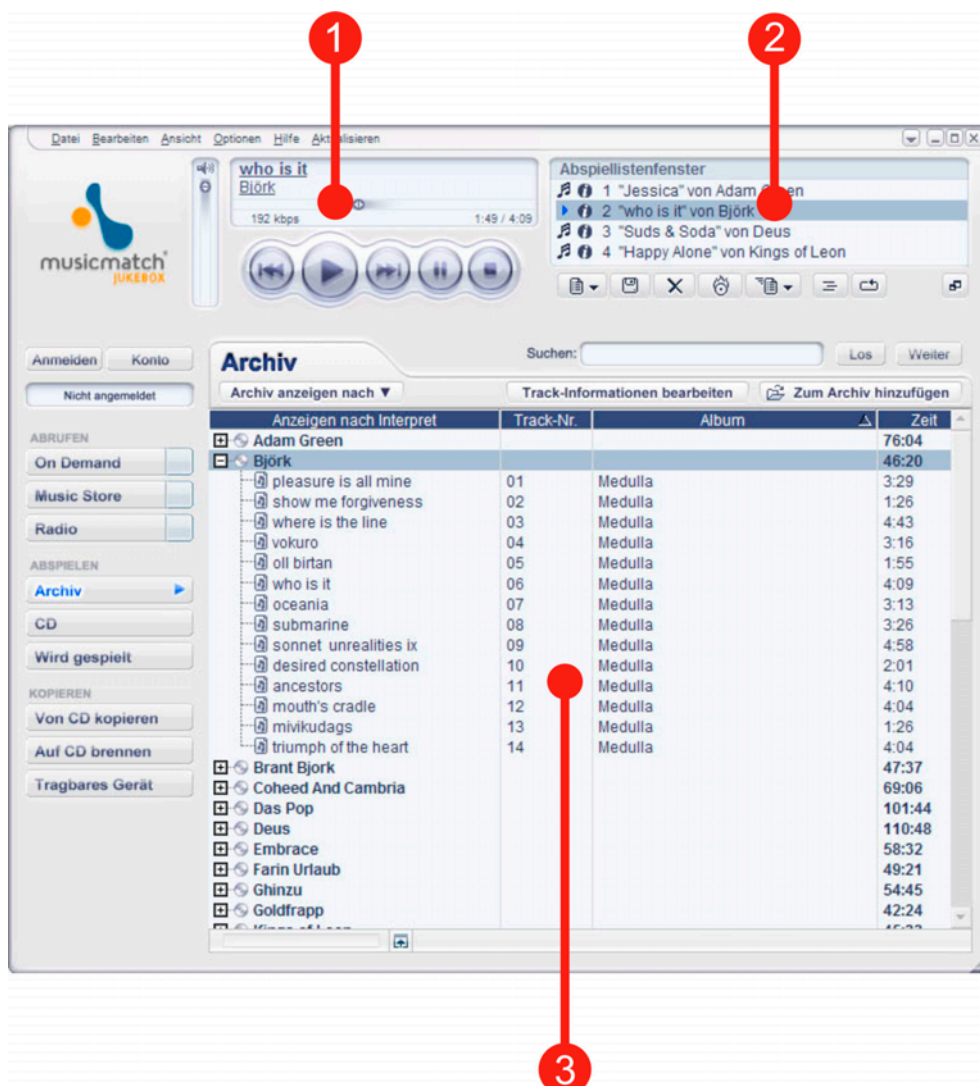 1 2
Datei Bearbeiten Ansicht Optionen Hilfe Aktualisieren
who is it
Björk
192 kbps 1:49 / 4:09
Abspiellistenfenster
1 "Jessica" von Adam Green
2 "who is it" von Björk
3 "Suds & Soda" von Deus
4 "Happy Alone" von Kings of Leon
musicmatch
JUKEBOX
Anmelden Konto
Nicht angemeldet
ABRUFEN
On Demand
Music Store
Radio
ABSPIELEN
Archiv
CD
Wird gespielt
KOPIEREN
Von CD kopieren
Auf CD brennen
Tragbares Gerät
Archiv Suchen: Los Weiter
Archiv anzeigen nach ▼ Track-Informationen bearbeiten Zum Archiv hinzufügen
Anzeigen nach Interpret Track-Nr. Album Zeit
Adam Green 76:04
Björk 46:20
pleasure is all mine 01 Medulla 3:29
show me forgiveness 02 Medulla 1:26
where is the line 03 Medulla 4:43
vokuro 04 Medulla 3:16
oll birtan 05 Medulla 1:55
who is it 06 Medulla 4:09
oceania 07 Medulla 3:13
submarine 08 Medulla 3:26
sonnet unrealities ix 09 Medulla 4:58
desired constellation 10 Medulla 2:01
ancestors 11 Medulla 4:10
mouth's cradle 12 Medulla 4:04
mivikudags 13 Medulla 1:26
triumph of the heart 14 Medulla 4:04
Brant Bjork 47:37
Coheed And Cambria 69:06
Das Pop 101:44
Deus 110:48
Embrace 58:32
Farin Urlaub 49:21
Ghinzu 54:45
Goldfrapp 42:24
Kings of Leon
3